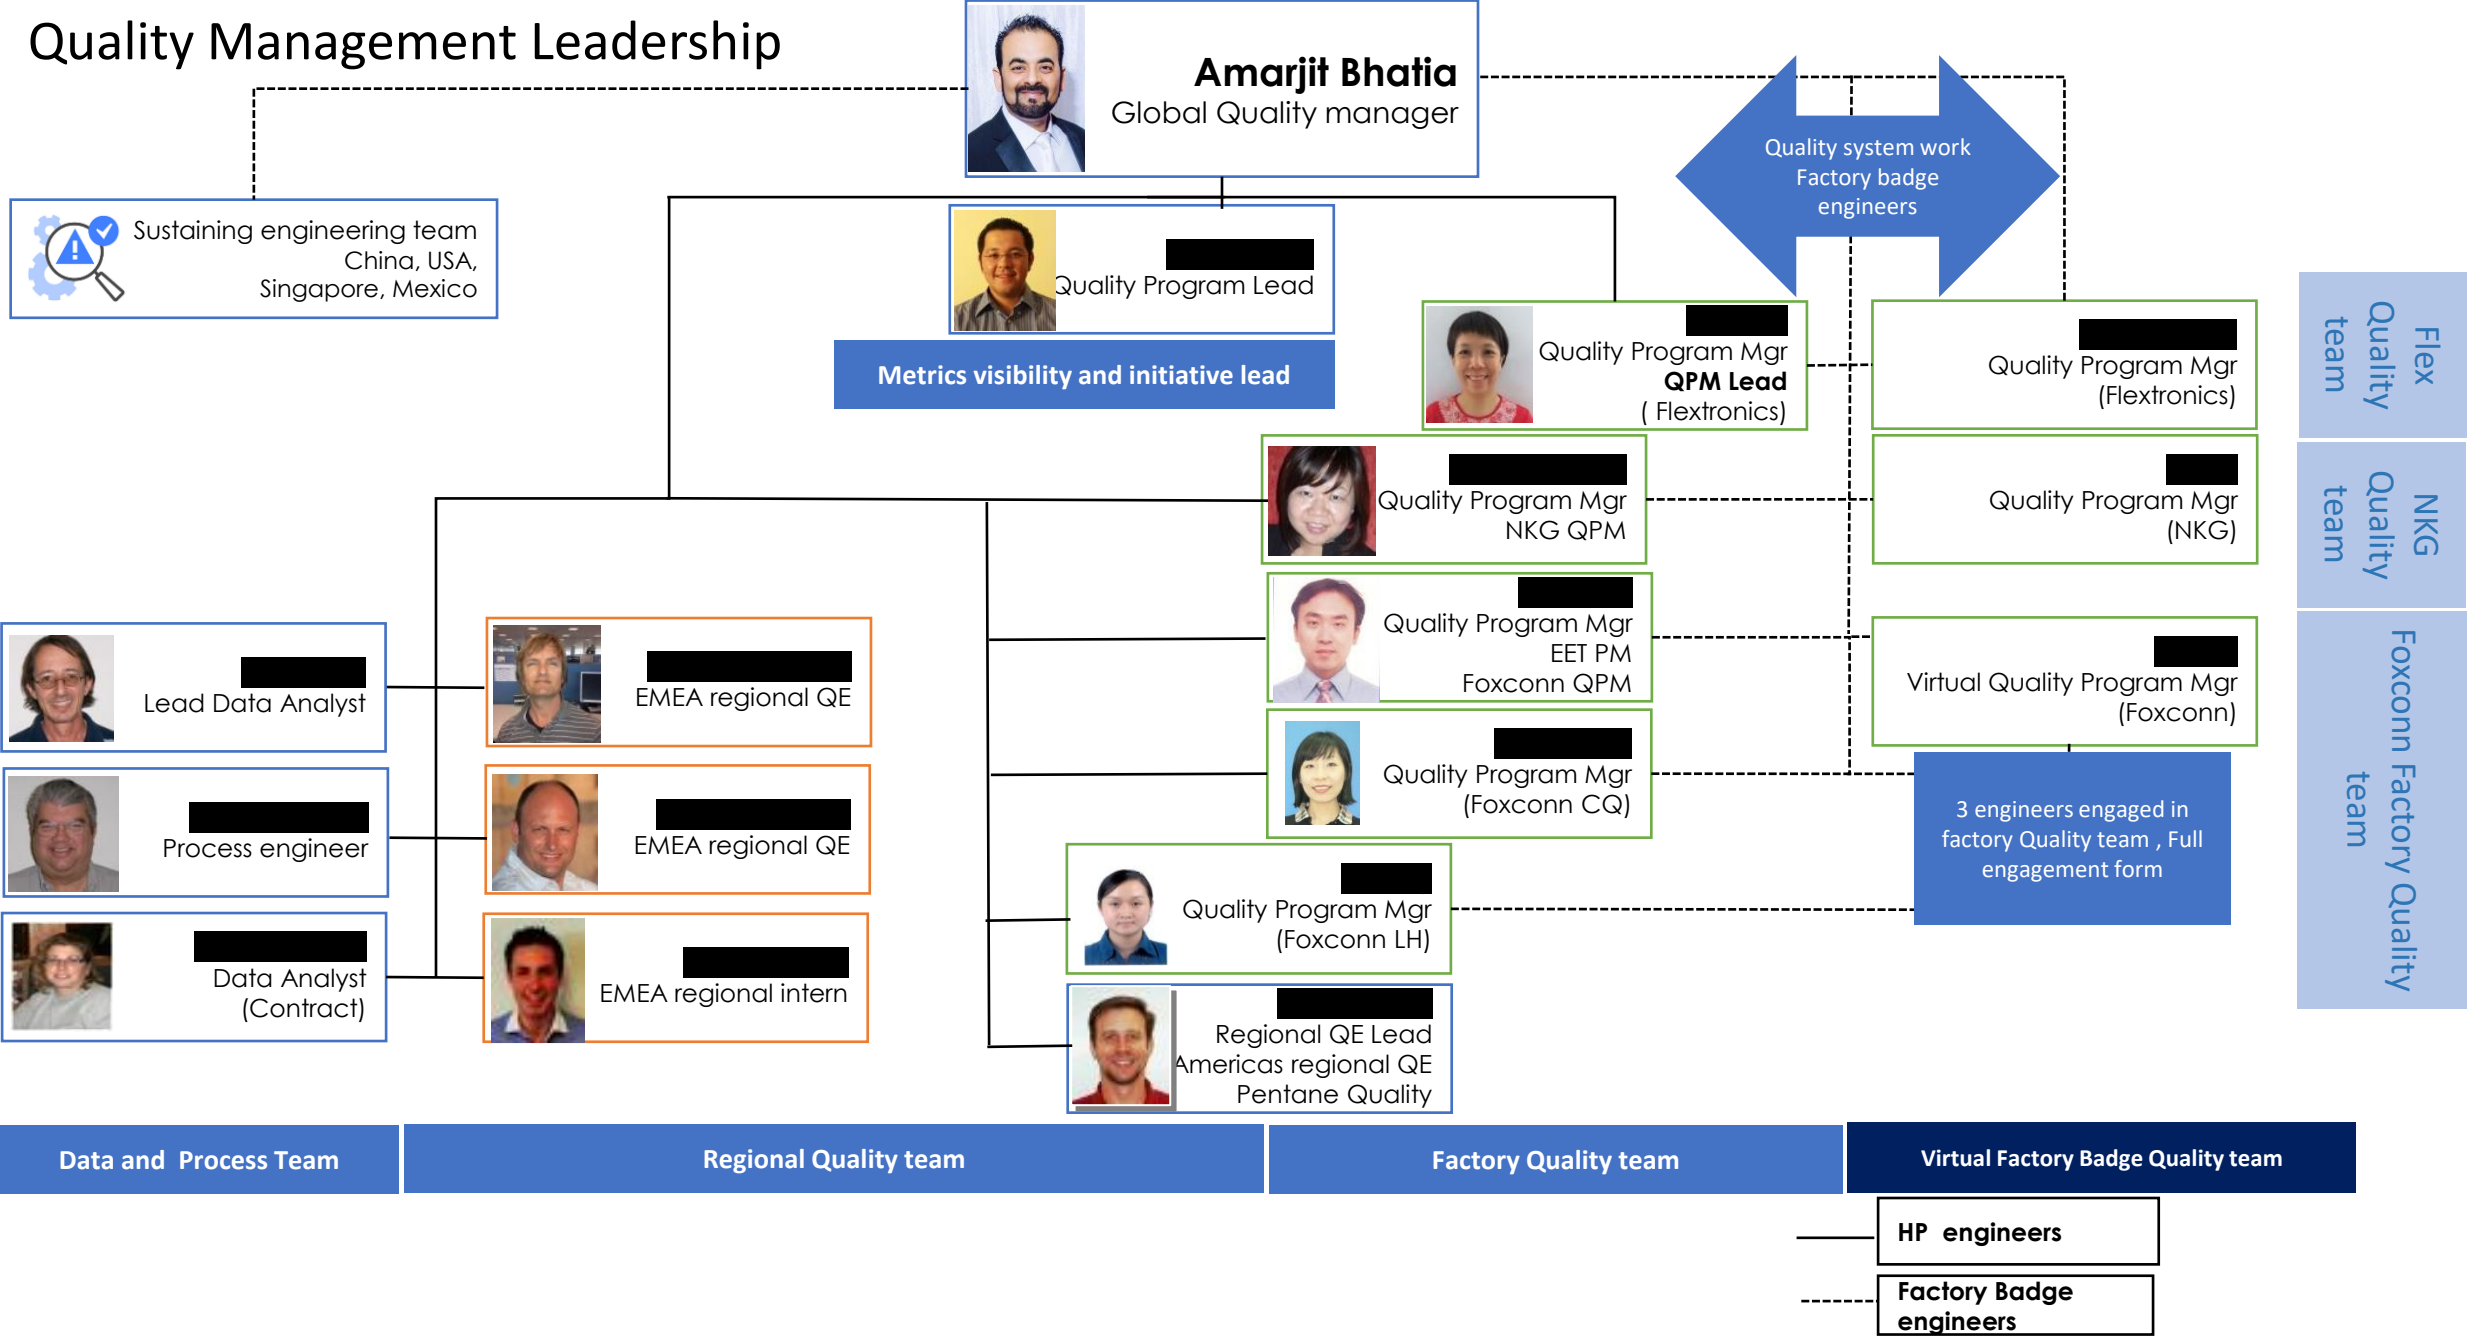 Quality Management Leadership
Amarjit Bhatia
Global Quality manager
Quality system work
Factory badge
engineers
Sustaining engineering team
China, USA,
Singapore, Mexico
Quality Program Lead
Metrics visibility and initiative lead
Quality Program Mgr
QPM Lead
( Flextronics)
Quality Program Mgr
(Flextronics)
Flex
Quality
team
Quality Program Mgr
NKG QPM
Quality Program Mgr
(NKG)
NKG
Quality
team
Quality Program Mgr
EET PM
Foxconn QPM
Virtual Quality Program Mgr
(Foxconn)
Foxconn Factory Quality
team
Lead Data Analyst
EMEA regional QE
Quality Program Mgr
(Foxconn CQ)
3 engineers engaged in
factory Quality team , Full
engagement form
Process engineer
EMEA regional QE
Quality Program Mgr
(Foxconn LH)
Data Analyst
(Contract)
EMEA regional intern
Regional QE Lead
Americas regional QE
Pentane Quality
Data and  Process Team
Regional Quality team
Factory Quality team
Virtual Factory Badge Quality team
HP  engineers
Factory Badge
engineers